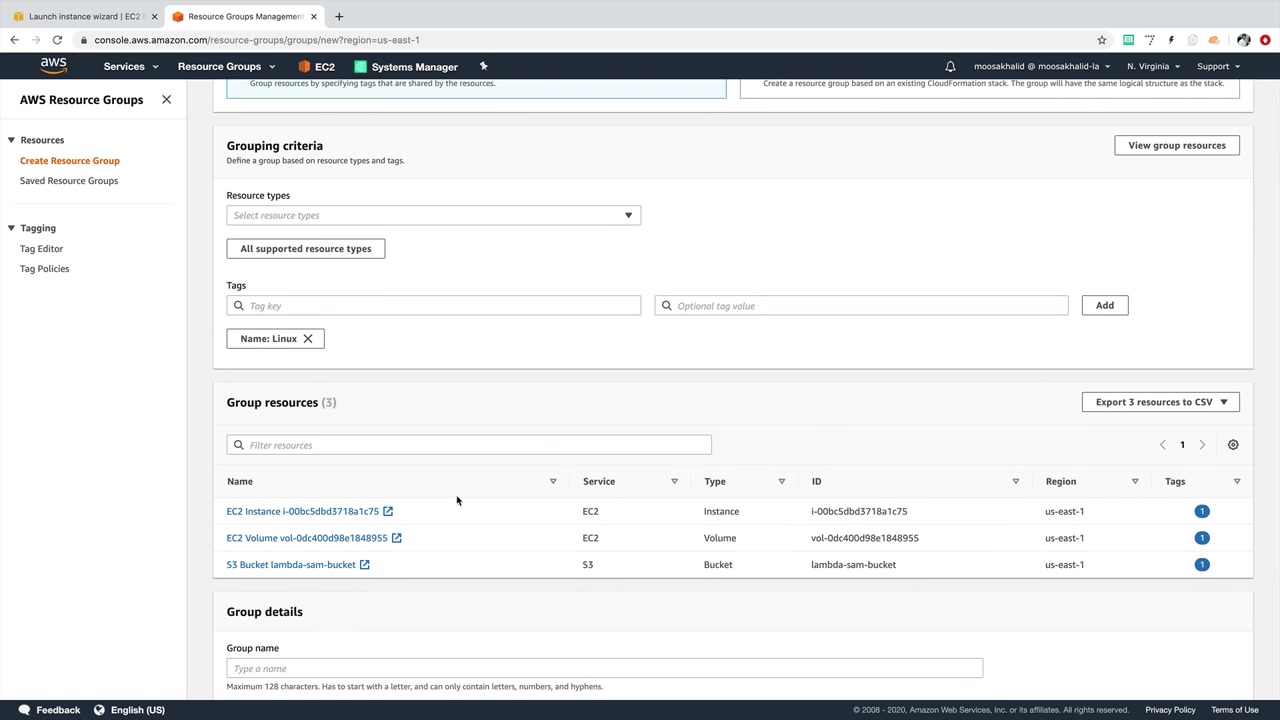 Launch instance wizard | EC2
Resource Groups Management
console.aws.amazon.com/resource-groups/groups/new?region=us-east-1
aws
Services
Resource Groups
EC2
Systems Manager
moosakhalid @ moosakhalid-la
N. Virginia
Support
AWS Resource Groups
Resources
Create Resource Group
Saved Resource Groups
Tagging
Tag Editor
Tag Policies
Group resources by specifying tags that are shared by the resources.
Create a resource group based on an existing CloudFormation stack. The group will have the same logical structure as the stack.
Grouping criteria
View group resources
Define a group based on resource types and tags.
Resource types
Select resource types
All supported resource types
Tags
Tag key
Optional tag value
Add
Name: Linux
Group resources (3)
Export 3 resources to CSV
Filter resources
1
Name Service Type ID Region Tags
EC2 Instance i-00bc5dbd3718a1c75 EC2 Instance i-00bc5dbd3718a1c75 us-east-1 1
EC2 Volume vol-0dc400d98e1848955 EC2 Volume vol-0dc400d98e1848955 us-east-1 1
S3 Bucket lambda-sam-bucket S3 Bucket lambda-sam-bucket us-east-1 1
Group details
Group name
Type a name
Maximum 128 characters. Has to start with a letter, and can only contain letters, numbers, and hyphens.
Feedback
English (US)
© 2008 - 2020, Amazon Web Services, Inc. or its affiliates. All rights reserved.
Privacy Policy
Terms of Use